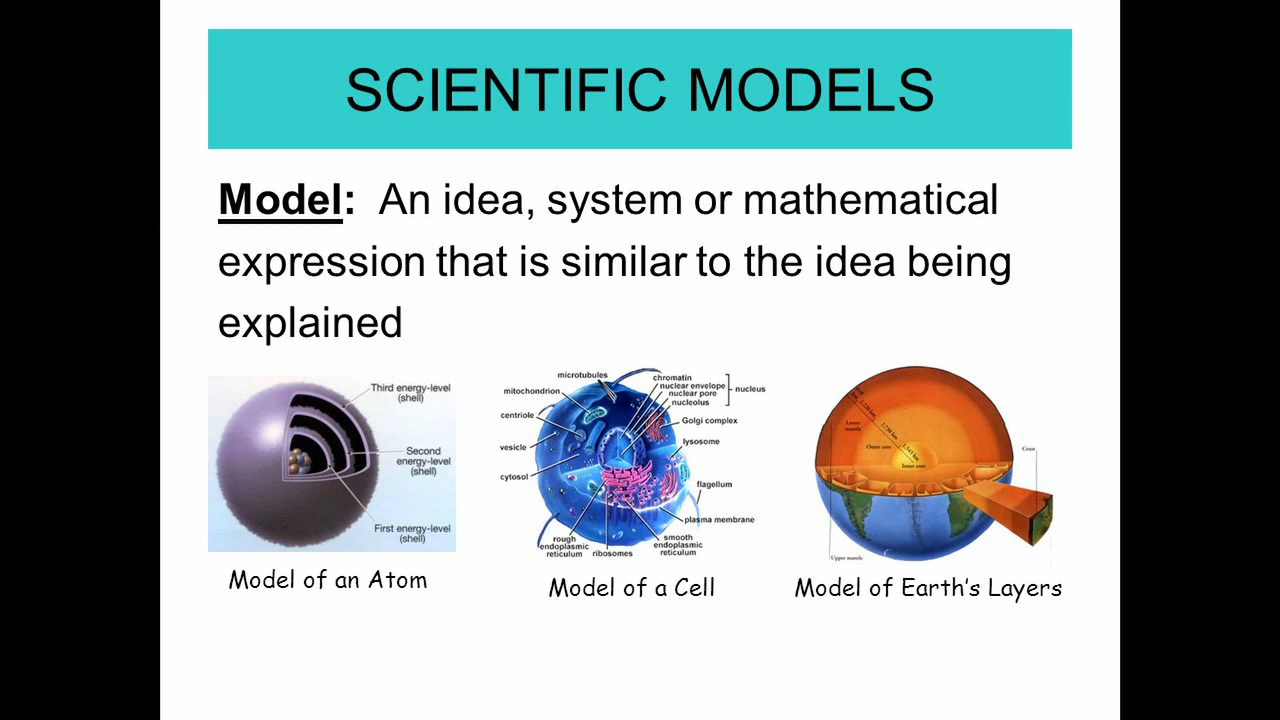 SCIENTIFIC MODELS
Model: An idea, system or mathematical
expression that is similar to the idea being
explained
Third energy-level
(shell)
Second
energy-level
(shell)
First energy-level
(shell)
Model of an Atom
microtubules
mitochondrion
centriole
vesicle
cytosol
rough
endoplasmic
reticulum
ribosomes
smooth
endoplasmic
reticulum
chromatin
nuclear envelope
nuclear pore
nucleolus
nucleus
Golgi complex
lysosome
flagellum
plasma membrane
Model of a Cell
Lower
mantle
Outer core
Inner core
Crust
Upper mantle
Model of Earth's Layers